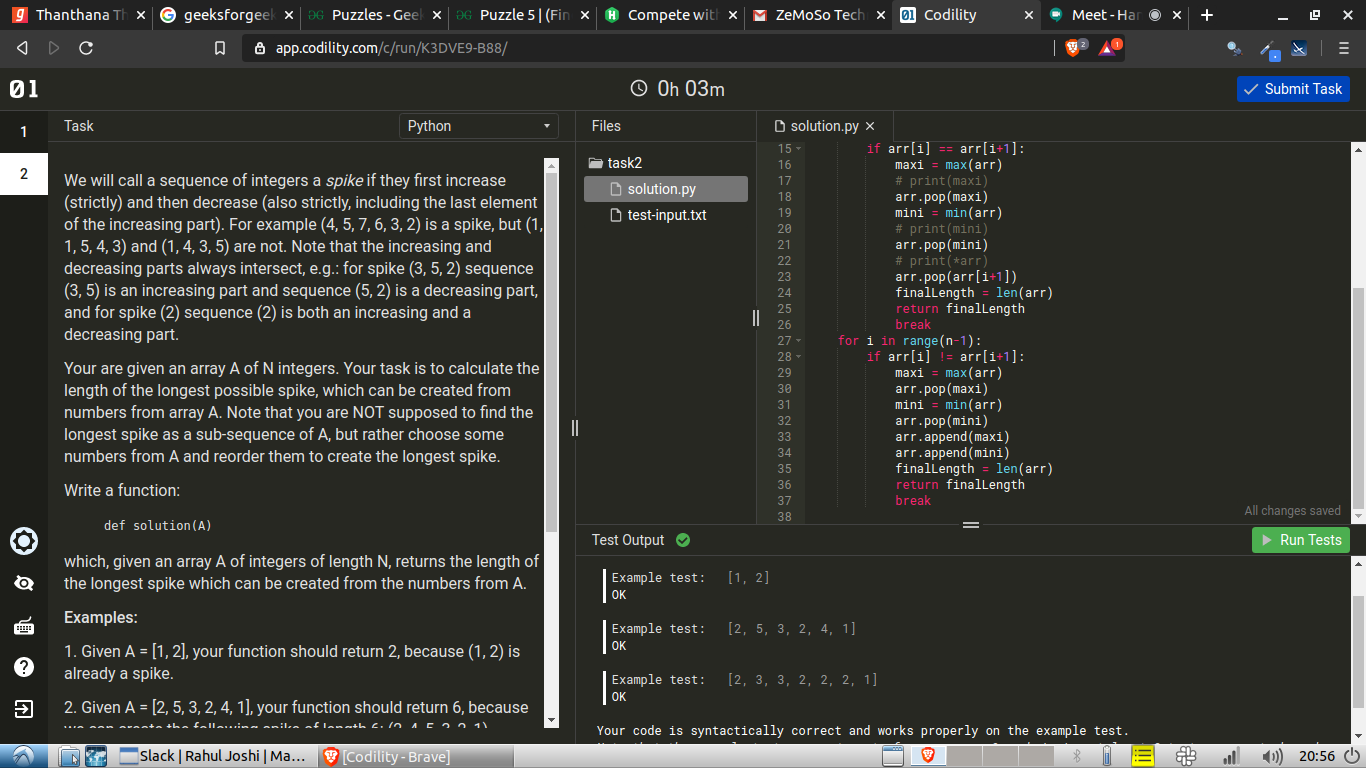 Thanthana T
geeksforgeek
Puzzles - Geek
Puzzle 5 | (Fin
Compete with
ZeMoSo Tech
Codility
Meet - Har
app.codility.com/c/run/K3DVE9-B88/
2
1
0h 03m
Submit Task
1
2
Task
Python
We will call a sequence of integers a spike if they first increase
(strictly) and then decrease (also strictly, including the last element
of the increasing part). For example (4, 5, 7, 6, 3, 2) is a spike, but (1,
1, 5, 4, 3) and (1, 4, 3, 5) are not. Note that the increasing and
decreasing parts always intersect, e.g.: for spike (3, 5, 2) sequence
(3, 5) is an increasing part and sequence (5, 2) is a decreasing part,
and for spike (2) sequence (2) is both an increasing and a
decreasing part.
Your are given an array A of N integers. Your task is to calculate the
length of the longest possible spike, which can be created from
numbers from array A. Note that you are NOT supposed to find the
longest spike as a sub-sequence of A, but rather choose some
numbers from A and reorder them to create the longest spike.
Write a function:
def solution(A)
which, given an array A of integers of length N, returns the length of
the longest spike which can be created from the numbers from A.
Examples:
1. Given A = [1, 2], your function should return 2, because (1, 2) is
already a spike.
2. Given A = [2, 5, 3, 2, 4, 1], your function should return 6, because
we can create the following spike of length 6: (2, 4, 5, 3, 2, 1).
Files
task2
solution.py
test-input.txt
solution.py
15 if arr[i] == arr[i+1]:
16 maxi = max(arr)
17 # print(maxi)
18 arr.pop(maxi)
19 mini = min(arr)
20 # print(mini)
21 arr.pop(mini)
22 # print(*arr)
23 arr.pop(arr[i+1])
24 finalLength = len(arr)
25 return finalLength
26 break
27 for i in range(n-1):
28 if arr[i] != arr[i+1]:
29 maxi = max(arr)
30 arr.pop(maxi)
31 mini = min(arr)
32 arr.pop(mini)
33 arr.append(maxi)
34 arr.append(mini)
35 finalLength = len(arr)
36 return finalLength
37 break
38
All changes saved
Test Output
Run Tests
Example test: [1, 2]
OK
Example test: [2, 5, 3, 2, 4, 1]
OK
Example test: [2, 3, 3, 2, 2, 2, 1]
OK
Your code is syntactically correct and works properly on the example test.
Slack | Rahul Joshi | Ma...
[Codility - Brave]
20:56